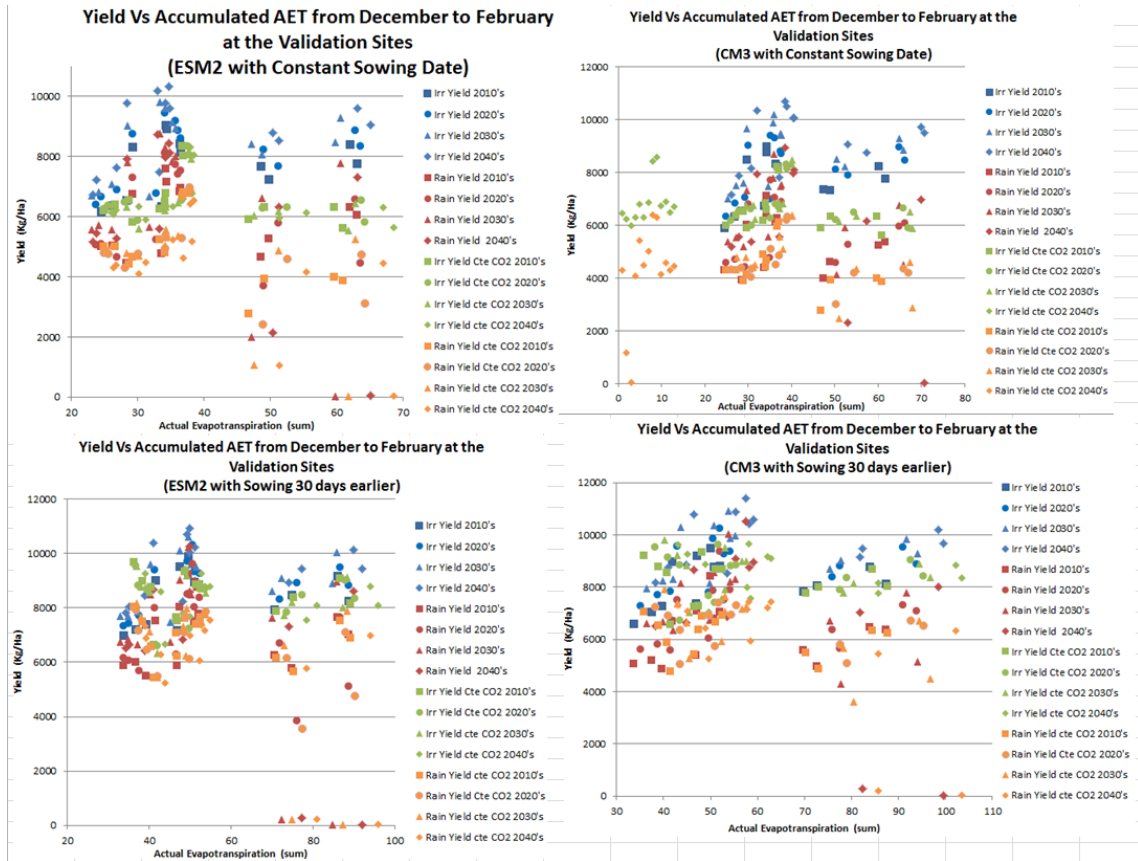 Yield Vs Accumulated AET from December to February
at the Validation Sites
(ESM2 with Constant Sowing Date)
10000
8000
6000
4000
2000
0
Yield (Kg/Ha)
20 30 40 50 60 70
Actual Evapotranspiration (sum)
Irr Yield 2010's
Irr Yield 2020's
Irr Yield 2030's
Irr Yield 2040's
Rain Yield 2010's
Rain Yield 2020's
Rain Yield 2030's
Rain Yield 2040's
Irr Yield Cte CO2 2010's
Irr Yield Cte CO2 2020's
Irr Yield cte CO2 2030's
Irr Yield cte CO2 2040's
Rain Yield cte CO2 2010's
Rain Yield Cte CO2 2020's
Rain Yield cte CO2 2030's
Rain Yield cte CO2 2040's
Yield Vs Accumulated AET from December to February at the
Validation Sites
(CM3 with Constant Sowing Date)
12000
10000
8000
6000
4000
2000
0
Yield (Kg/Ha)
0 10 20 30 40 50 60 70 80
Actual Evapotranspiration (sum)
Irr Yield 2010's
Irr Yield 2020's
Irr Yield 2030's
Irr Yield 2040's
Rain Yield 2010's
Rain Yield 2020's
Rain Yield 2030's
Rain Yield 2040's
Irr Yield Cte CO2 2010's
Irr Yield Cte CO2 2020's
Irr Yield cte CO2 2030's
Irr Yield cte CO2 2040's
Rain Yield cte CO2 2010's
Rain Yield Cte CO2 2020's
Rain Yield cte CO2 2030's
Rain Yield cte CO2 2040's
Yield Vs Accumulated AET from December to February at the
Validation Sites
(ESM2 with Sowing 30 days earlier)
12000
10000
8000
6000
4000
2000
0
Yield (Kg/Ha)
20 40 60 80 100
Actual Evapotranspiration (sum)
Irr Yield 2010's
Irr Yield 2020's
Irr Yield 2030's
Irr Yield 2040's
Rain Yield 2010's
Rain Yield 2020's
Rain Yield 2030's
Rain Yield 2040's
Irr Yield Cte CO2 2010's
Irr Yield Cte CO2 2020's
Irr Yield cte CO2 2030's
Irr Yield cte CO2 2040's
Rain Yield cte CO2 2010's
Rain Yield Cte CO2 2020's
Rain Yield cte CO2 2030's
Rain Yield cte CO2 2040's
Yield Vs Accumulated AET from December to February at the
Validation Sites
(CM3 with Sowing 30 days earlier)
12000
10000
8000
6000
4000
2000
0
Yield (Kg/Ha)
30 40 50 60 70 80 90 100 110
Actual Evapotranspiration (sum)
Irr Yield 2010's
Irr Yield 2020's
Irr Yield 2030's
Irr Yield 2040's
Rain Yield 2010's
Rain Yield 2020's
Rain Yield 2030's
Rain Yield 2040's
Irr Yield Cte CO2 2010's
Irr Yield Cte CO2 2020's
Irr Yield cte CO2 2030's
Irr Yield cte CO2 2040's
Rain Yield cte CO2 2010's
Rain Yield Cte CO2 2020's
Rain Yield cte CO2 2030's
Rain Yield cte CO2 2040's